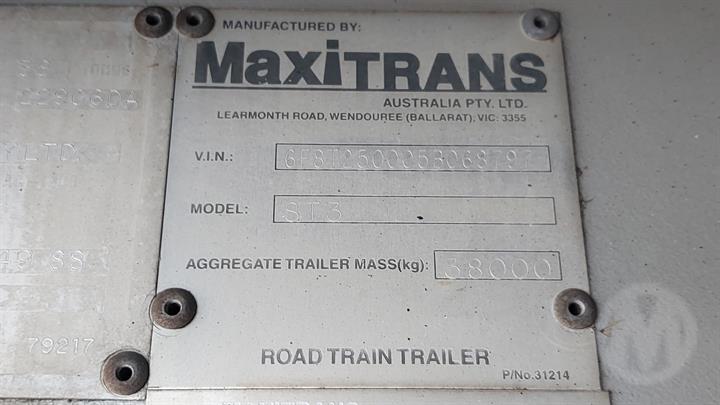 MANUFACTURED BY:
MaxiTRANS
AUSTRALIA PTY. LTD.
LEARMONTH ROAD, WENDOUREE (BALLARAT), VIC. 3355
V.I.N.:
MODEL: ST3
AGGREGATE TRAILER MASS(kg): 38000
ROAD TRAIN TRAILER
P/No.31214
LTD
79217